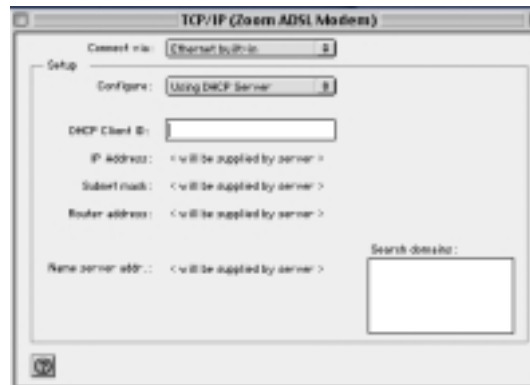 TCP/IP (Zoom ADSL Modem)
Connect via: Ethernet built-in
Setup
Configure: Using DHCP Server
DHCP Client ID:
IP Address: < will be supplied by server >
Subnet mask: < will be supplied by server >
Router address: < will be supplied by server >
Search domains:
Name server addr.: < will be supplied by server >
?